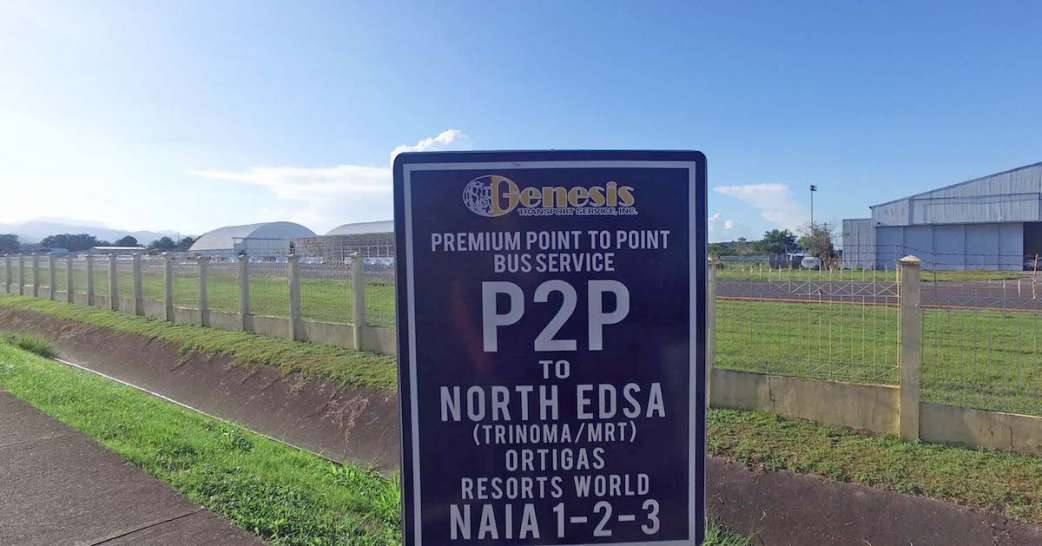 Genesis
TRANSPORT SERVICE, INC.
PREMIUM POINT TO POINT
BUS SERVICE
P2P
TO
NORTH EDSA
(TRINOMA/MRT)
ORTIGAS
RESORTS WORLD
NAIA 1-2-3